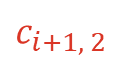 c_{i+1, 2}